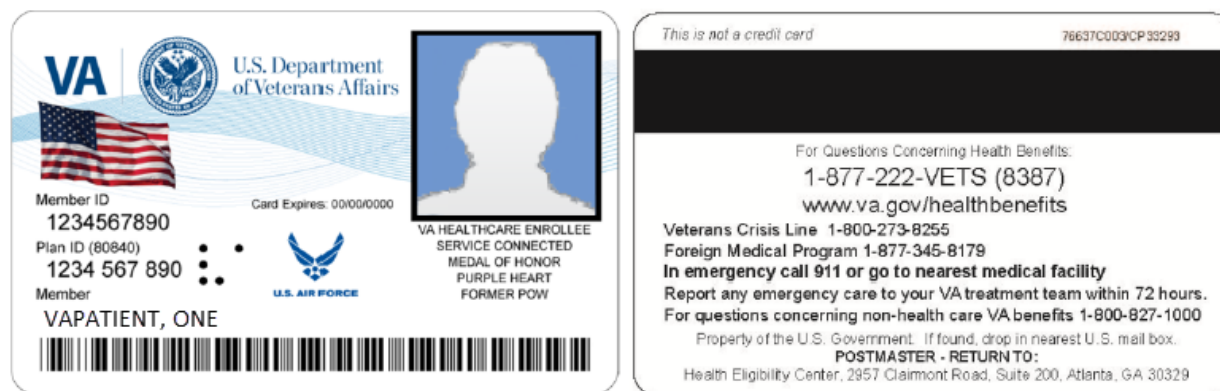 VA
U.S. Department
of Veterans Affairs
Member ID
1234567890
Card Expires: 00/00/0000
Plan ID (80840)
1234 567 890
Member
VAPATIENT, ONE
U.S. AIR FORCE
VA HEALTHCARE ENROLLEE
SERVICE CONNECTED
MEDAL OF HONOR
PURPLE HEART
FORMER POW
This is not a credit card
76637C003/CP33293
For Questions Concerning Health Benefits:
1-877-222-VETS (8387)
www.va.gov/healthbenefits
Veterans Crisis Line 1-800-273-8255
Foreign Medical Program 1-877-345-8179
In emergency call 911 or go to nearest medical facility
Report any emergency care to your VA treatment team within 72 hours.
For questions concerning non-health care VA benefits 1-800-827-1000
Property of the U.S. Government. If found, drop in nearest U.S. mail box.
POSTMASTER - RETURN TO:
Health Eligibility Center, 2957 Clairmont Road, Suite 200, Atlanta, GA 30329